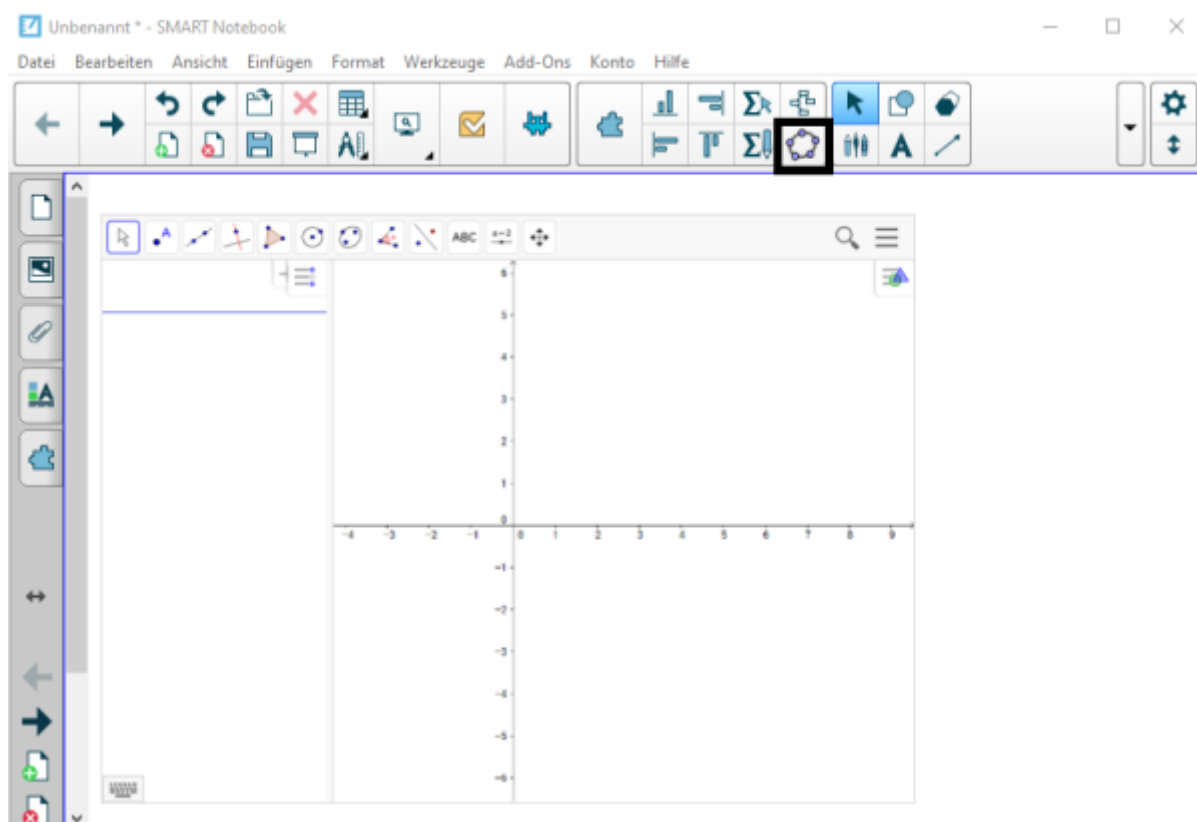 Unbenannt * - SMART Notebook
Datei Bearbeiten Ansicht Einfügen Format Werkzeuge Add-Ons Konto Hilfe
A
ABC
a=2
6
5
4
3
2
1
0
-4 -3 -2 -1 0 1 2 3 4 5 6 7 8 9
-1
-2
-3
-4
-5
-6